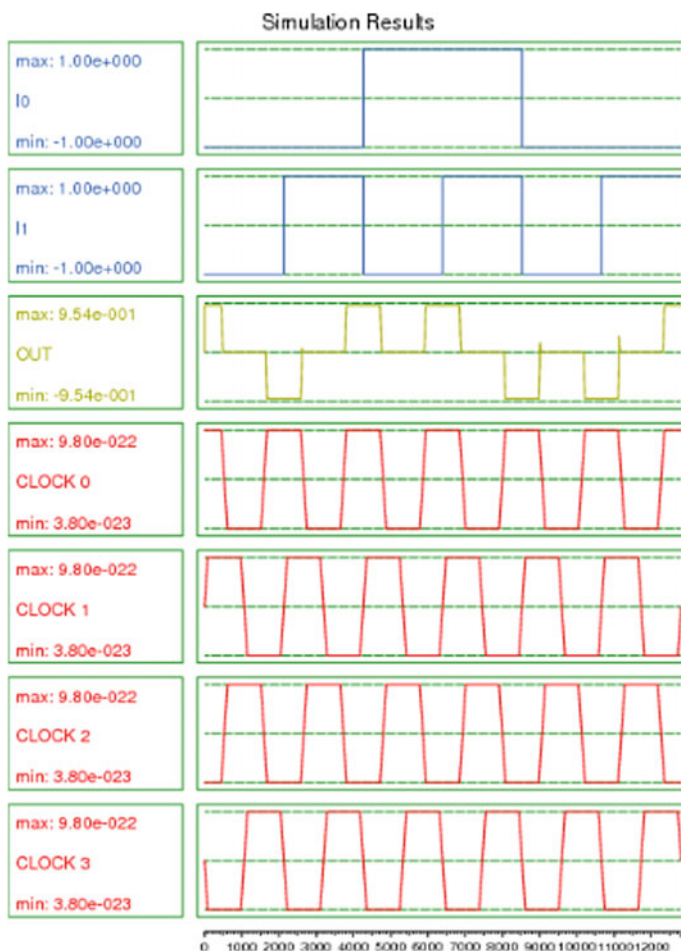 Simulation Results
max: 1.00e+000
I0
min: -1.00e+000
max: 1.00e+000
I1
min: -1.00e+000
max: 9.54e-001
OUT
min: -9.54e-001
max: 9.80e-022
CLOCK 0
min: 3.80e-023
max: 9.80e-022
CLOCK 1
min: 3.80e-023
max: 9.80e-022
CLOCK 2
min: 3.80e-023
max: 9.80e-022
CLOCK 3
min: 3.80e-023
0 1000 2000 3000 4000 5000 6000 7000 8000 9000 10000 11000 12000